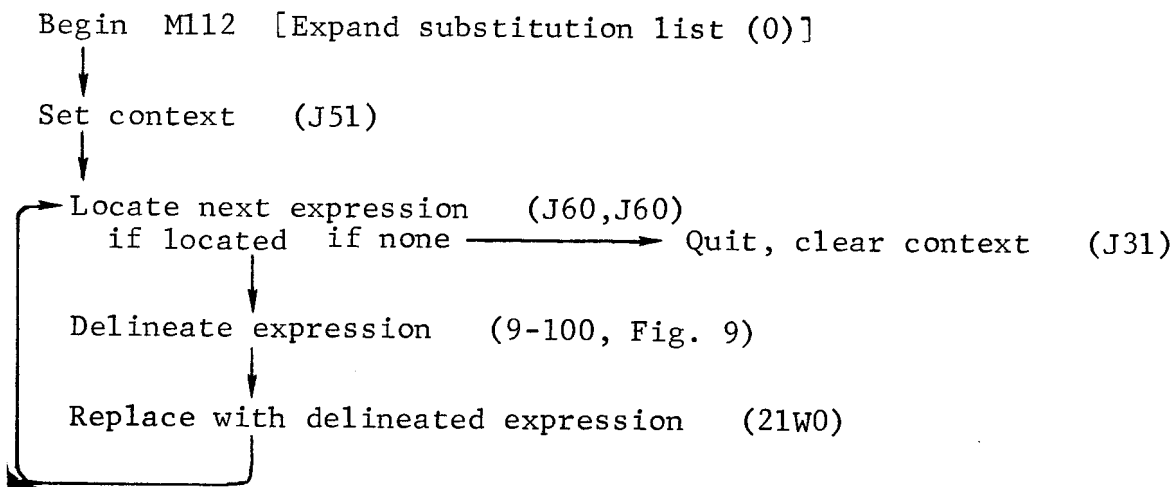 Begin M112 [Expand substitution list (0)]
Set context (J51)
Locate next expression (J60,J60)
if located if none Quit, clear context (J31)
Delineate expression (9-100, Fig. 9)
Replace with delineated expression (21W0)